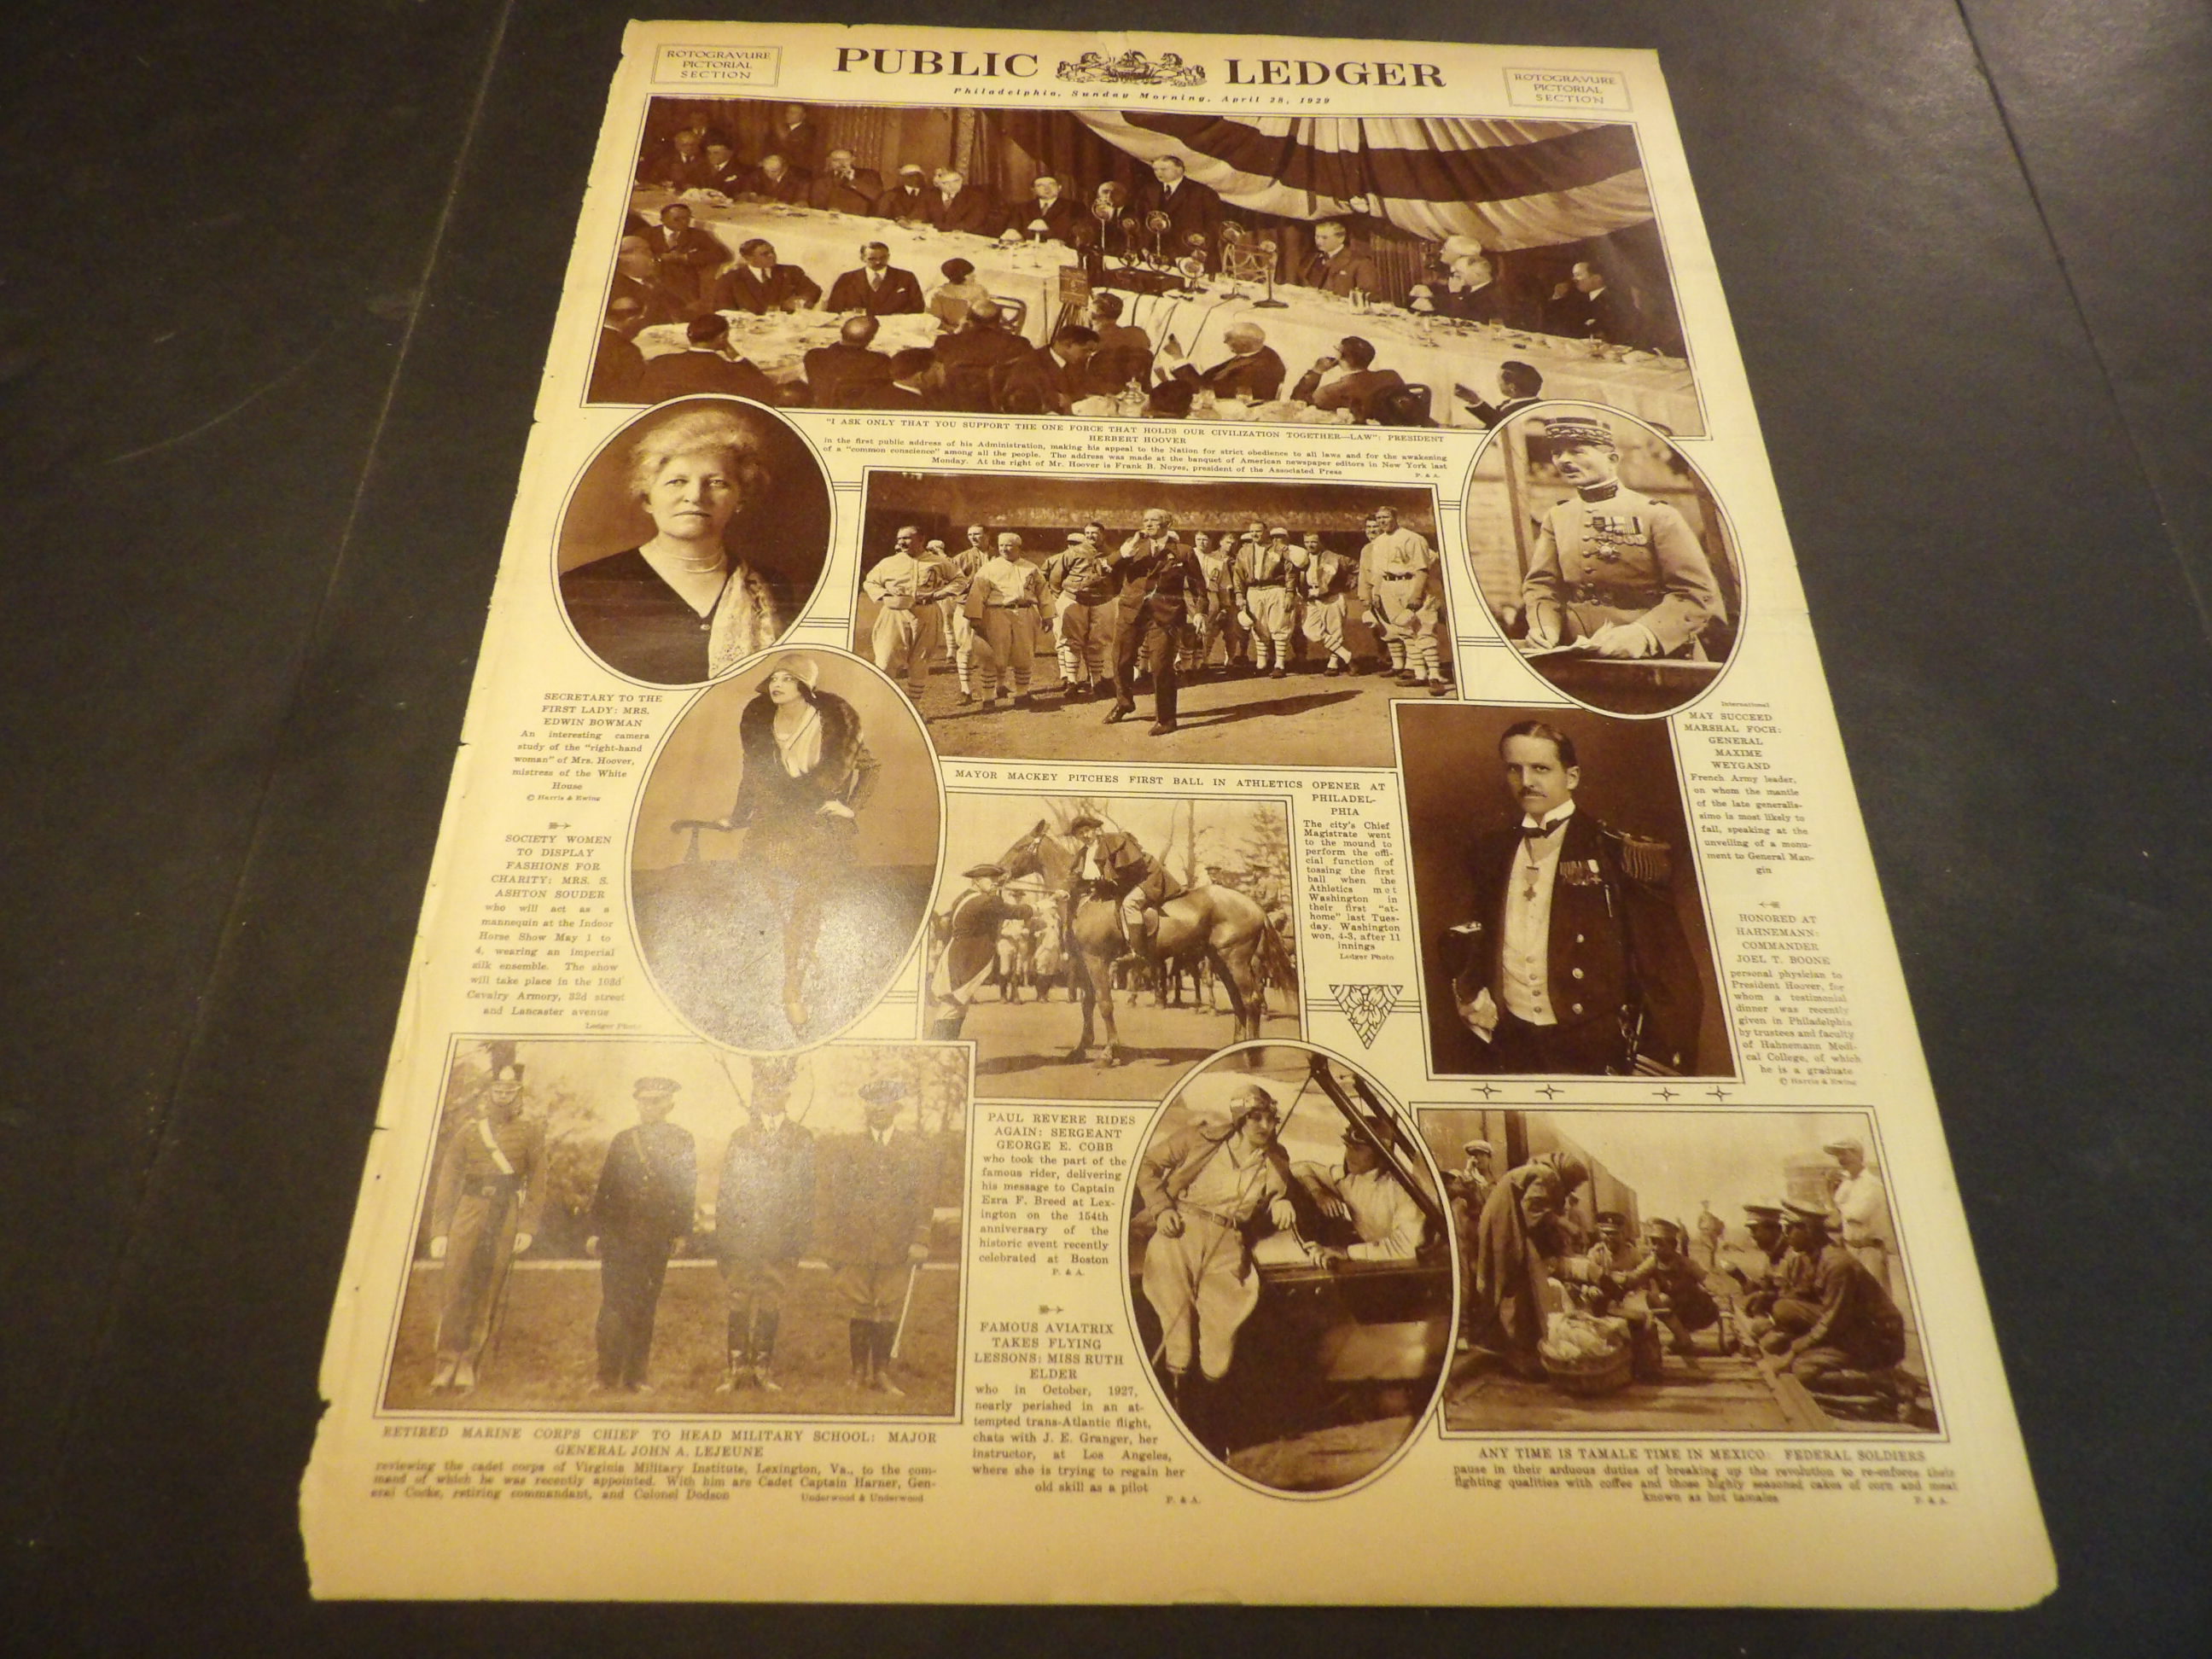 ROTOGRAVURE
PICTORIAL
SECTION
PUBLIC LEDGER
Philadelphia, Sunday Morning, April 28, 1929
ROTOGRAVURE
PICTORIAL
SECTION
"I ASK ONLY THAT YOU SUPPORT THE ONE FORCE THAT HOLDS OUR CIVILIZATION TOGETHER—LAW": PRESIDENT
HERBERT HOOVER
in the first public address of his Administration, making his appeal to the Nation for strict obedience to all laws and for the awakening
of a "common conscience" among all the people. The address was made at the banquet of American newspaper editors in New York last
Monday. At the right of Mr. Hoover is Frank B. Noyes, president of the Associated Press
P. & A.
SECRETARY TO THE
FIRST LADY: MRS.
EDWIN BOWMAN
An interesting camera
study of the "right-hand
woman" of Mrs. Hoover,
mistress of the White
House
© Harris & Ewing
SOCIETY WOMEN
TO DISPLAY
FASHIONS FOR
CHARITY: MRS. S.
ASHTON SOUDER
who will act as a
mannequin at the Indoor
Horse Show May 1 to
4, wearing an imperial
silk ensemble. The show
will take place in the 103d
Cavalry Armory, 32d street
and Lancaster avenue
Ledger Photo
MAYOR MACKEY PITCHES FIRST BALL IN ATHLETICS OPENER AT
PHILADEL-
PHIA
The city's Chief
Magistrate went
to the mound to
perform the offi-
cial function of
tossing the first
ball when the
Athletics met
Washington in
their first "at-
home" last Tues-
day. Washington
won, 4-3, after 11
innings
Ledger Photo
International
MAY SUCCEED
MARSHAL FOCH:
GENERAL
MAXIME
WEYGAND
French Army leader,
on whom the mantle
of the late generalis-
simo is most likely to
fall, speaking at the
unveiling of a monu-
ment to General Man-
gin
HONORED AT
HAHNEMANN:
COMMANDER
JOEL T. BOONE
personal physician to
President Hoover, for
whom a testimonial
dinner was recently
given in Philadelphia
by trustees and faculty
of Hahnemann Medi-
cal College, of which
he is a graduate
© Harris & Ewing
PAUL REVERE RIDES
AGAIN: SERGEANT
GEORGE E. COBB
who took the part of the
famous rider, delivering
his message to Captain
Ezra F. Breed at Lex-
ington on the 154th
anniversary of the
historic event recently
celebrated at Boston
P. & A.
FAMOUS AVIATRIX
TAKES FLYING
LESSONS: MISS RUTH
ELDER
who in October, 1927,
nearly perished in an at-
tempted trans-Atlantic flight,
chats with J. E. Granger, her
instructor, at Los Angeles,
where she is trying to regain her
old skill as a pilot
P. & A.
RETIRED MARINE CORPS CHIEF TO HEAD MILITARY SCHOOL: MAJOR
GENERAL JOHN A. LEJEUNE
reviewing the cadet corps of Virginia Military Institute, Lexington, Va., to the com-
mand of which he was recently appointed. With him are Cadet Captain Harner, Gen-
eral Cocke, retiring commandant, and Colonel Dodson
Underwood & Underwood
ANY TIME IS TAMALE TIME IN MEXICO: FEDERAL SOLDIERS
pause in their arduous duties of breaking up the revolution to re-enforce their
fighting qualities with coffee and those highly seasoned cakes of corn and meat
known as hot tamales
P. & A.